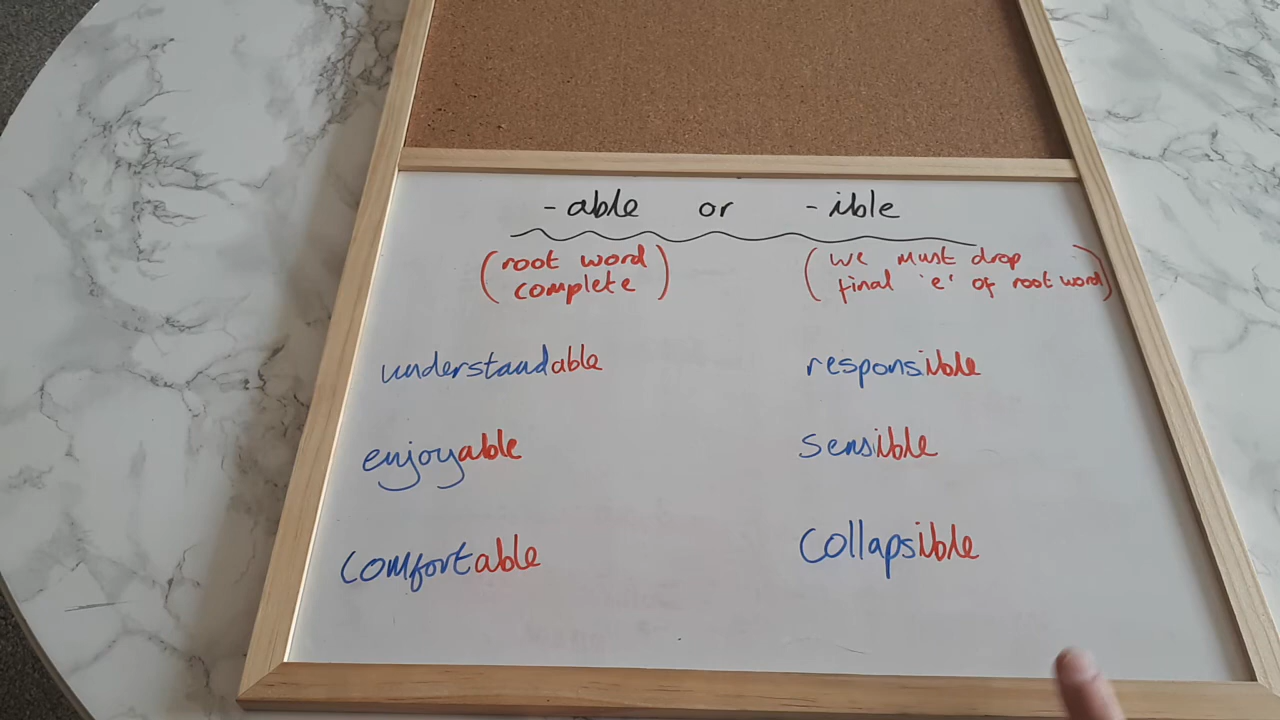 -able or -ible
(root word complete)
(we must drop final 'e' of root word)
understandable responsible
enjoyable sensible
comfortable collapsible